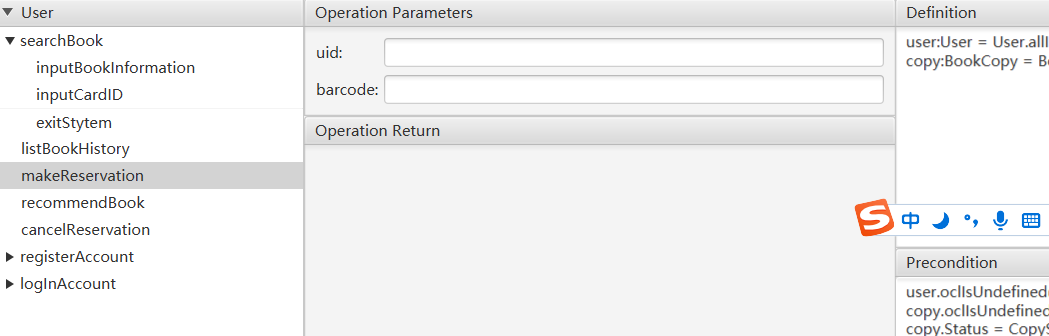 User
searchBook
inputBookInformation
inputCardID
exitStytem
listBookHistory
makeReservation
recommendBook
cancelReservation
registerAccount
logInAccount
Operation Parameters
uid:
barcode:
Operation Return
Definition
user:User = User.allI
copy:BookCopy = Bo
中
Precondition
user.oclIsUndefined
copy.oclIsUndefined
copy.Status = CopyS